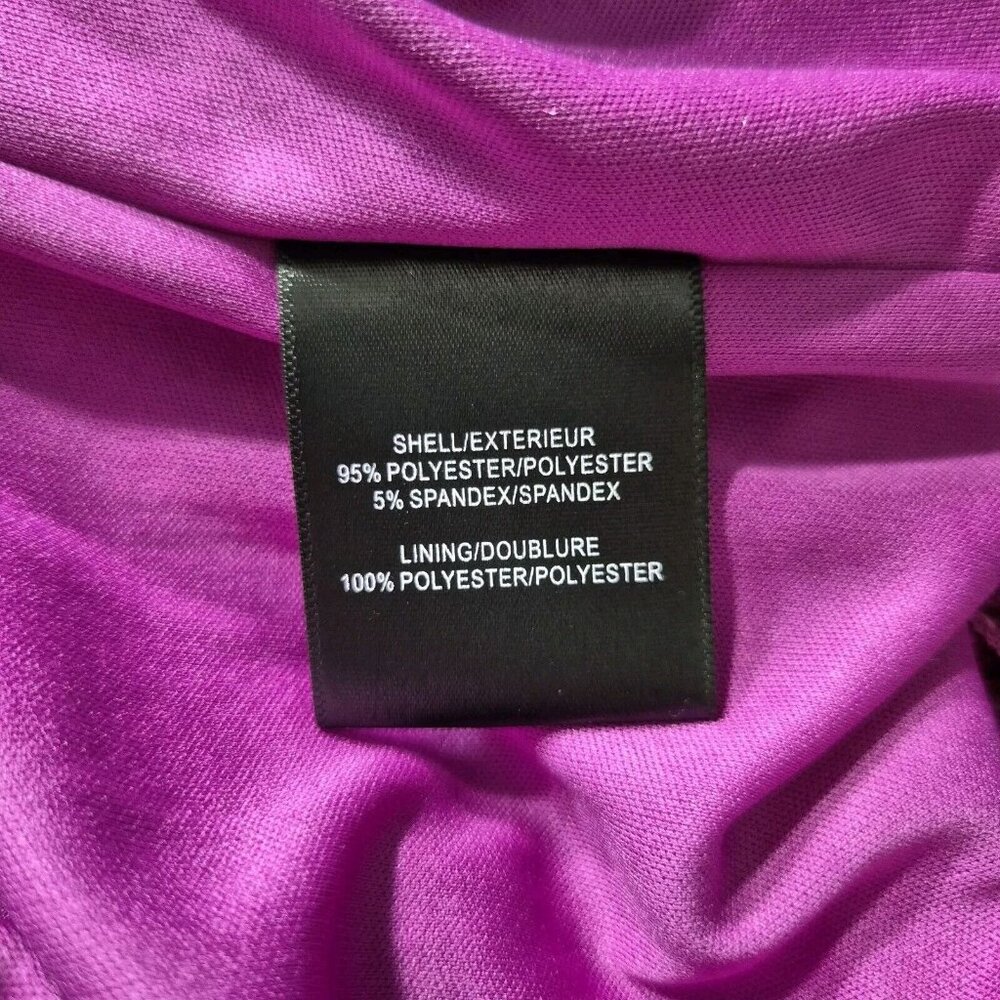 SHELL/EXTERIEUR
95% POLYESTER/POLYESTER
5% SPANDEX/SPANDEX
LINING/DOUBLURE
100% POLYESTER/POLYESTER